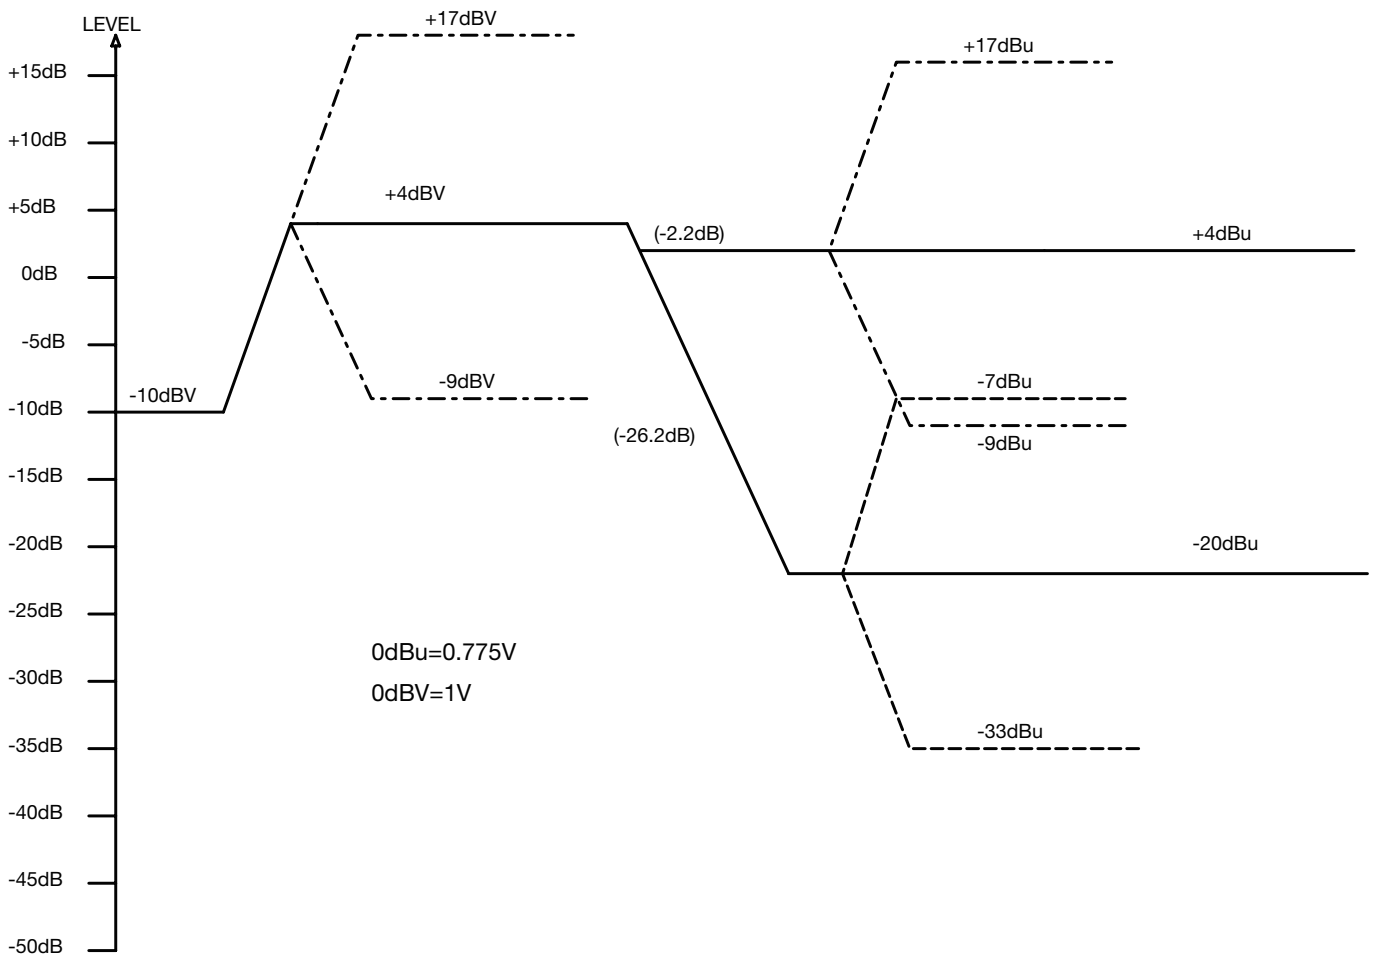 LEVEL
+17dBV
+17dBu
+15dB
+10dB
+4dBV
+5dB
(-2.2dB)
+4dBu
0dB
-5dB
-9dBV
-7dBu
-10dBV
-10dB
(-26.2dB)
-9dBu
-15dB
-20dB
-20dBu
-25dB
0dBu=0.775V
-30dB
0dBV=1V
-33dBu
-35dB
-40dB
-45dB
-50dB